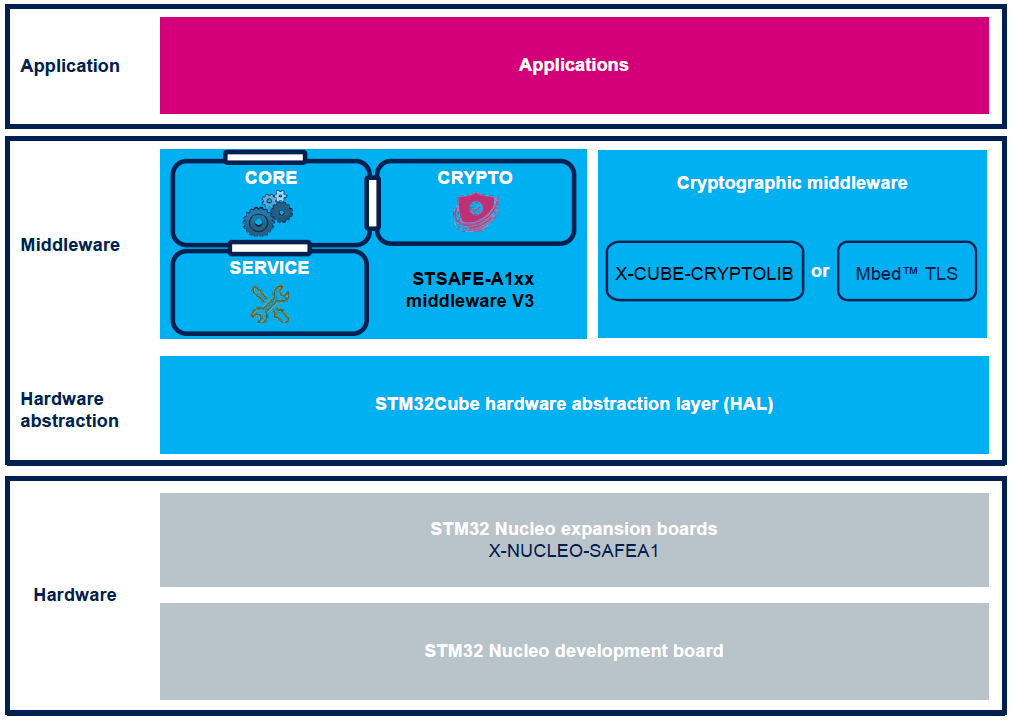 Application
Applications
Middleware
CORE
CRYPTO
SERVICE
STSAFE-A1xx
middleware V3
Cryptographic middleware
X-CUBE-CRYPTOLIB
or
Mbed™ TLS
Hardware
abstraction
STM32Cube hardware abstraction layer (HAL)
Hardware
STM32 Nucleo expansion boards
X-NUCLEO-SAFEA1
STM32 Nucleo development board